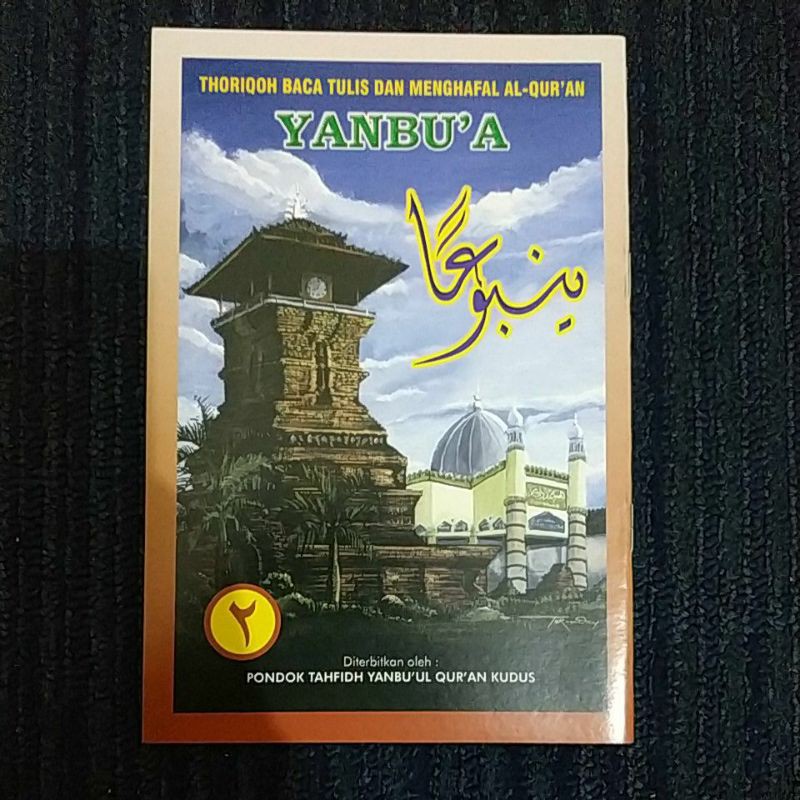 THORIQOH BACA TULIS DAN MENGHAFAL AL-QUR'AN
YANBU'A
ينبوعا
٢
Diterbitkan oleh :
PONDOK TAHFIDH YANBU'UL QUR'AN KUDUS